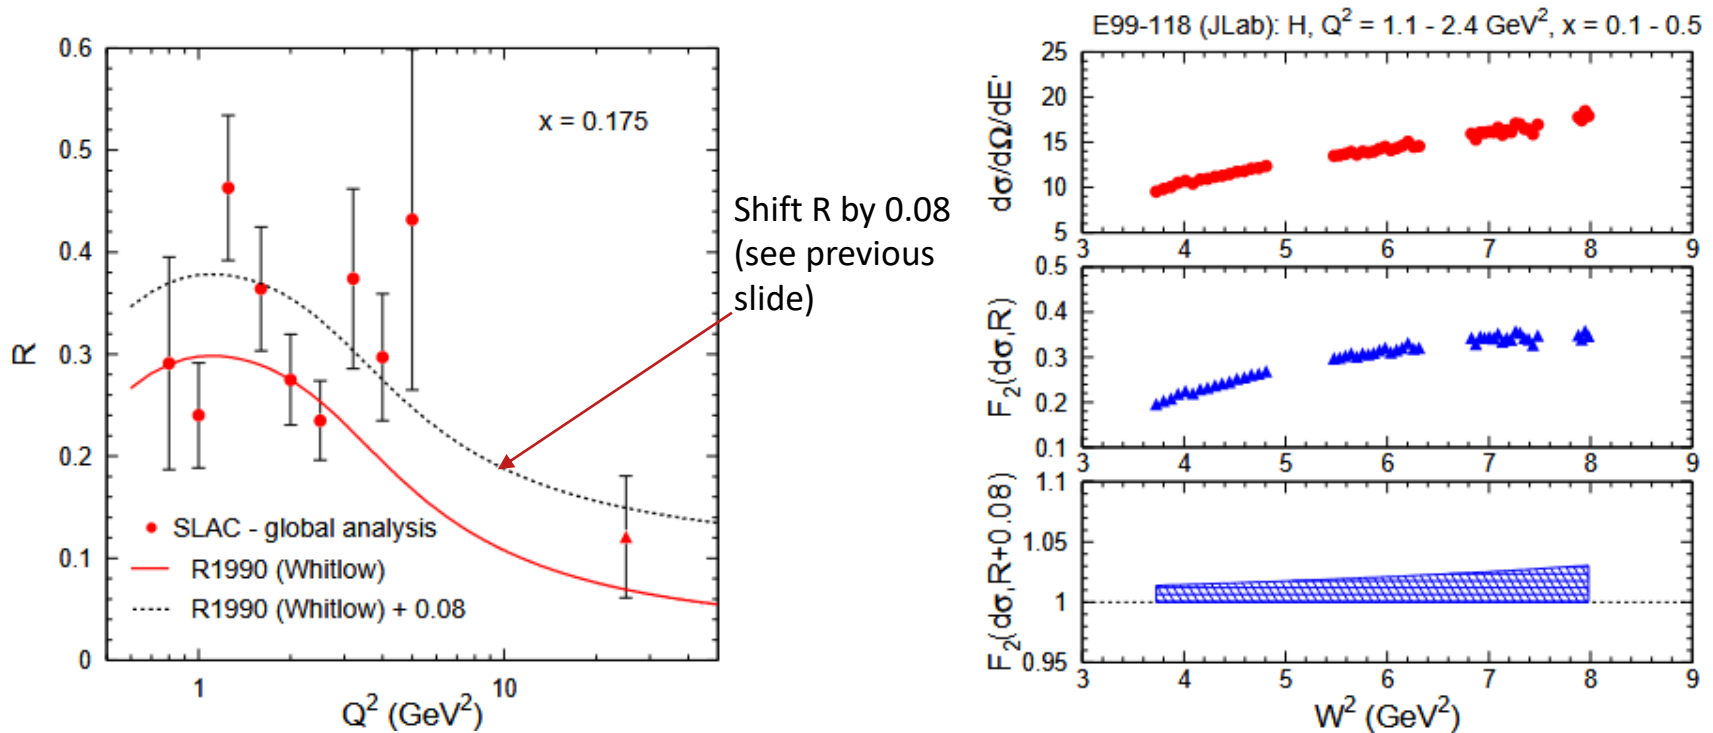 0.6
0.5
0.4
0.3
0.2
0.1
0
R
x = 0.175
SLAC - global analysis
R1990 (Whitlow)
R1990 (Whitlow) + 0.08
1
10
Q² (GeV²)
Shift R by 0.08
(see previous
slide)
E99-118 (JLab): H, Q² = 1.1 - 2.4 GeV², x = 0.1 - 0.5
25
20
15
10
5
dσ/dΩ/dE'
3 4 5 6 7 8 9
0.5
0.4
0.3
0.2
0.1
F₂(dσ,R)
3 4 5 6 7 8 9
1.1
1.05
1
0.95
F₂(dσ,R+0.08)
3 4 5 6 7 8 9
W² (GeV²)